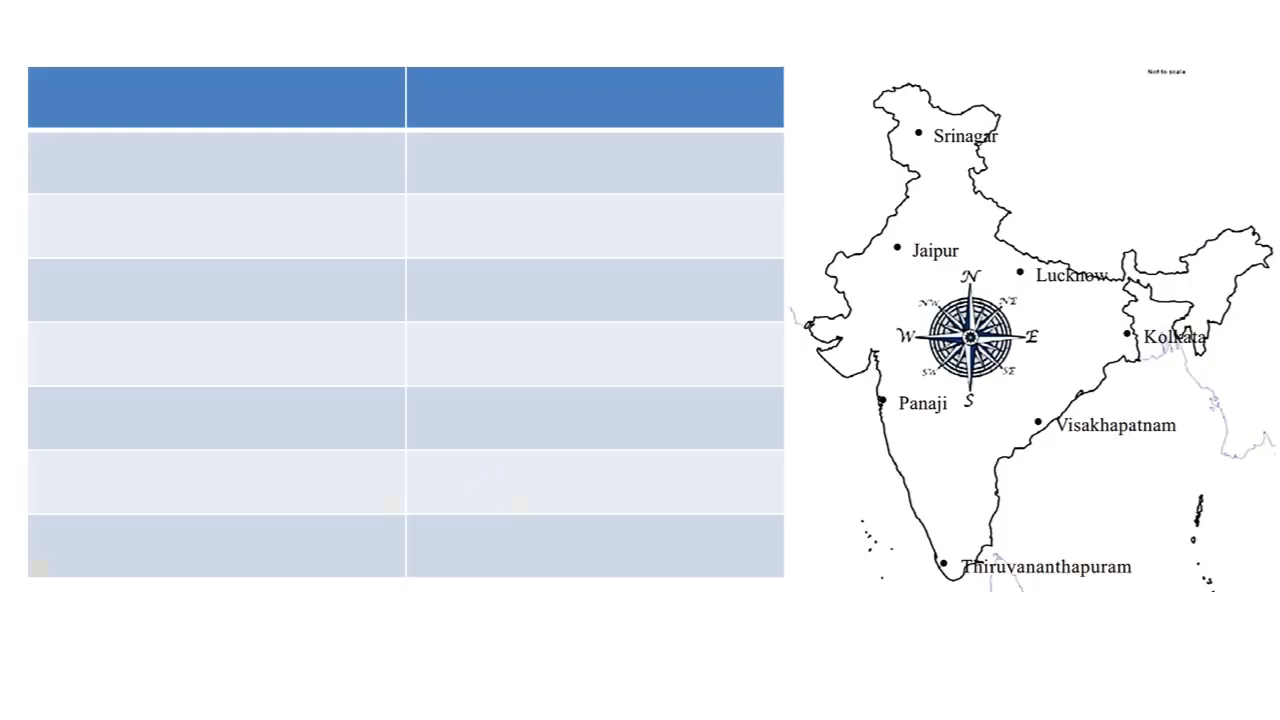 Not to scale
Srinagar
Jaipur
Lucknow
N
NW
NE
W
E
Kolkata
SW
SE
S
Panaji
Visakhapatnam
Thiruvananthapuram